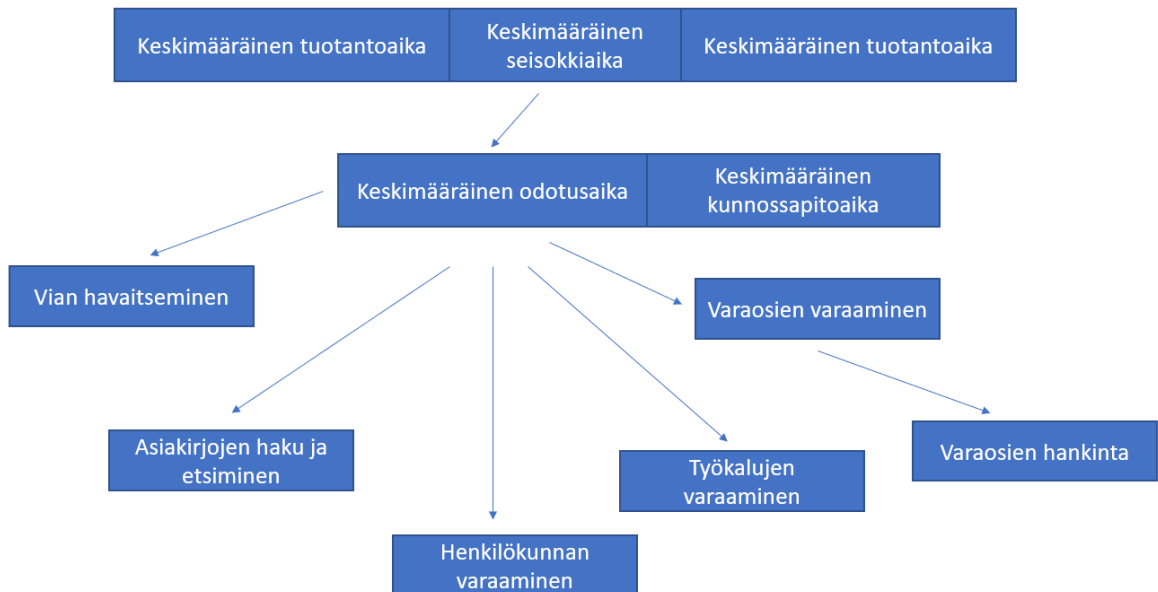 Keskimääräinen tuotantoaika
Keskimääräinen
seisokkiaika
Keskimääräinen tuotantoaika
Keskimääräinen odotusaika
Keskimääräinen
kunnossapitoaika
Vian havaitseminen
Varaosien varaaminen
Asiakirjojen haku ja
etsiminen
Työkalujen
varaaminen
Varaosien hankinta
Henkilökunnan
varaaminen